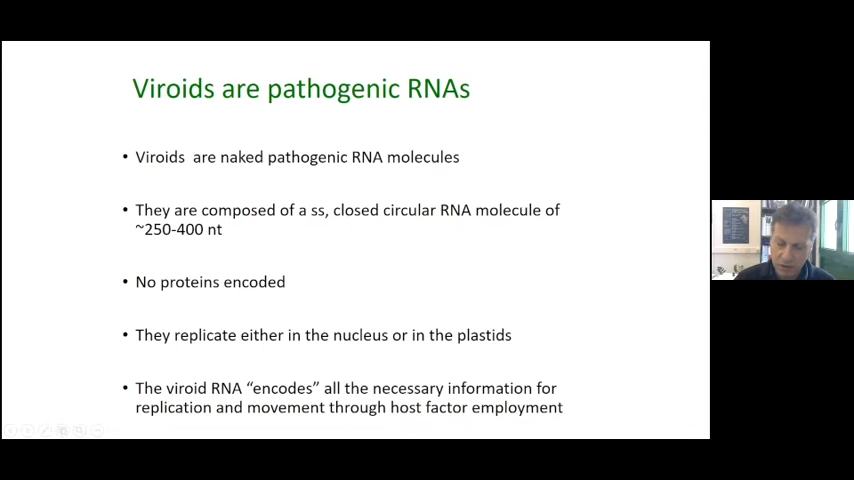 Viroids are pathogenic RNAs
• Viroids are naked pathogenic RNA molecules
• They are composed of a ss, closed circular RNA molecule of
~250-400 nt
• No proteins encoded
• They replicate either in the nucleus or in the plastids
• The viroid RNA “encodes” all the necessary information for
replication and movement through host factor employment